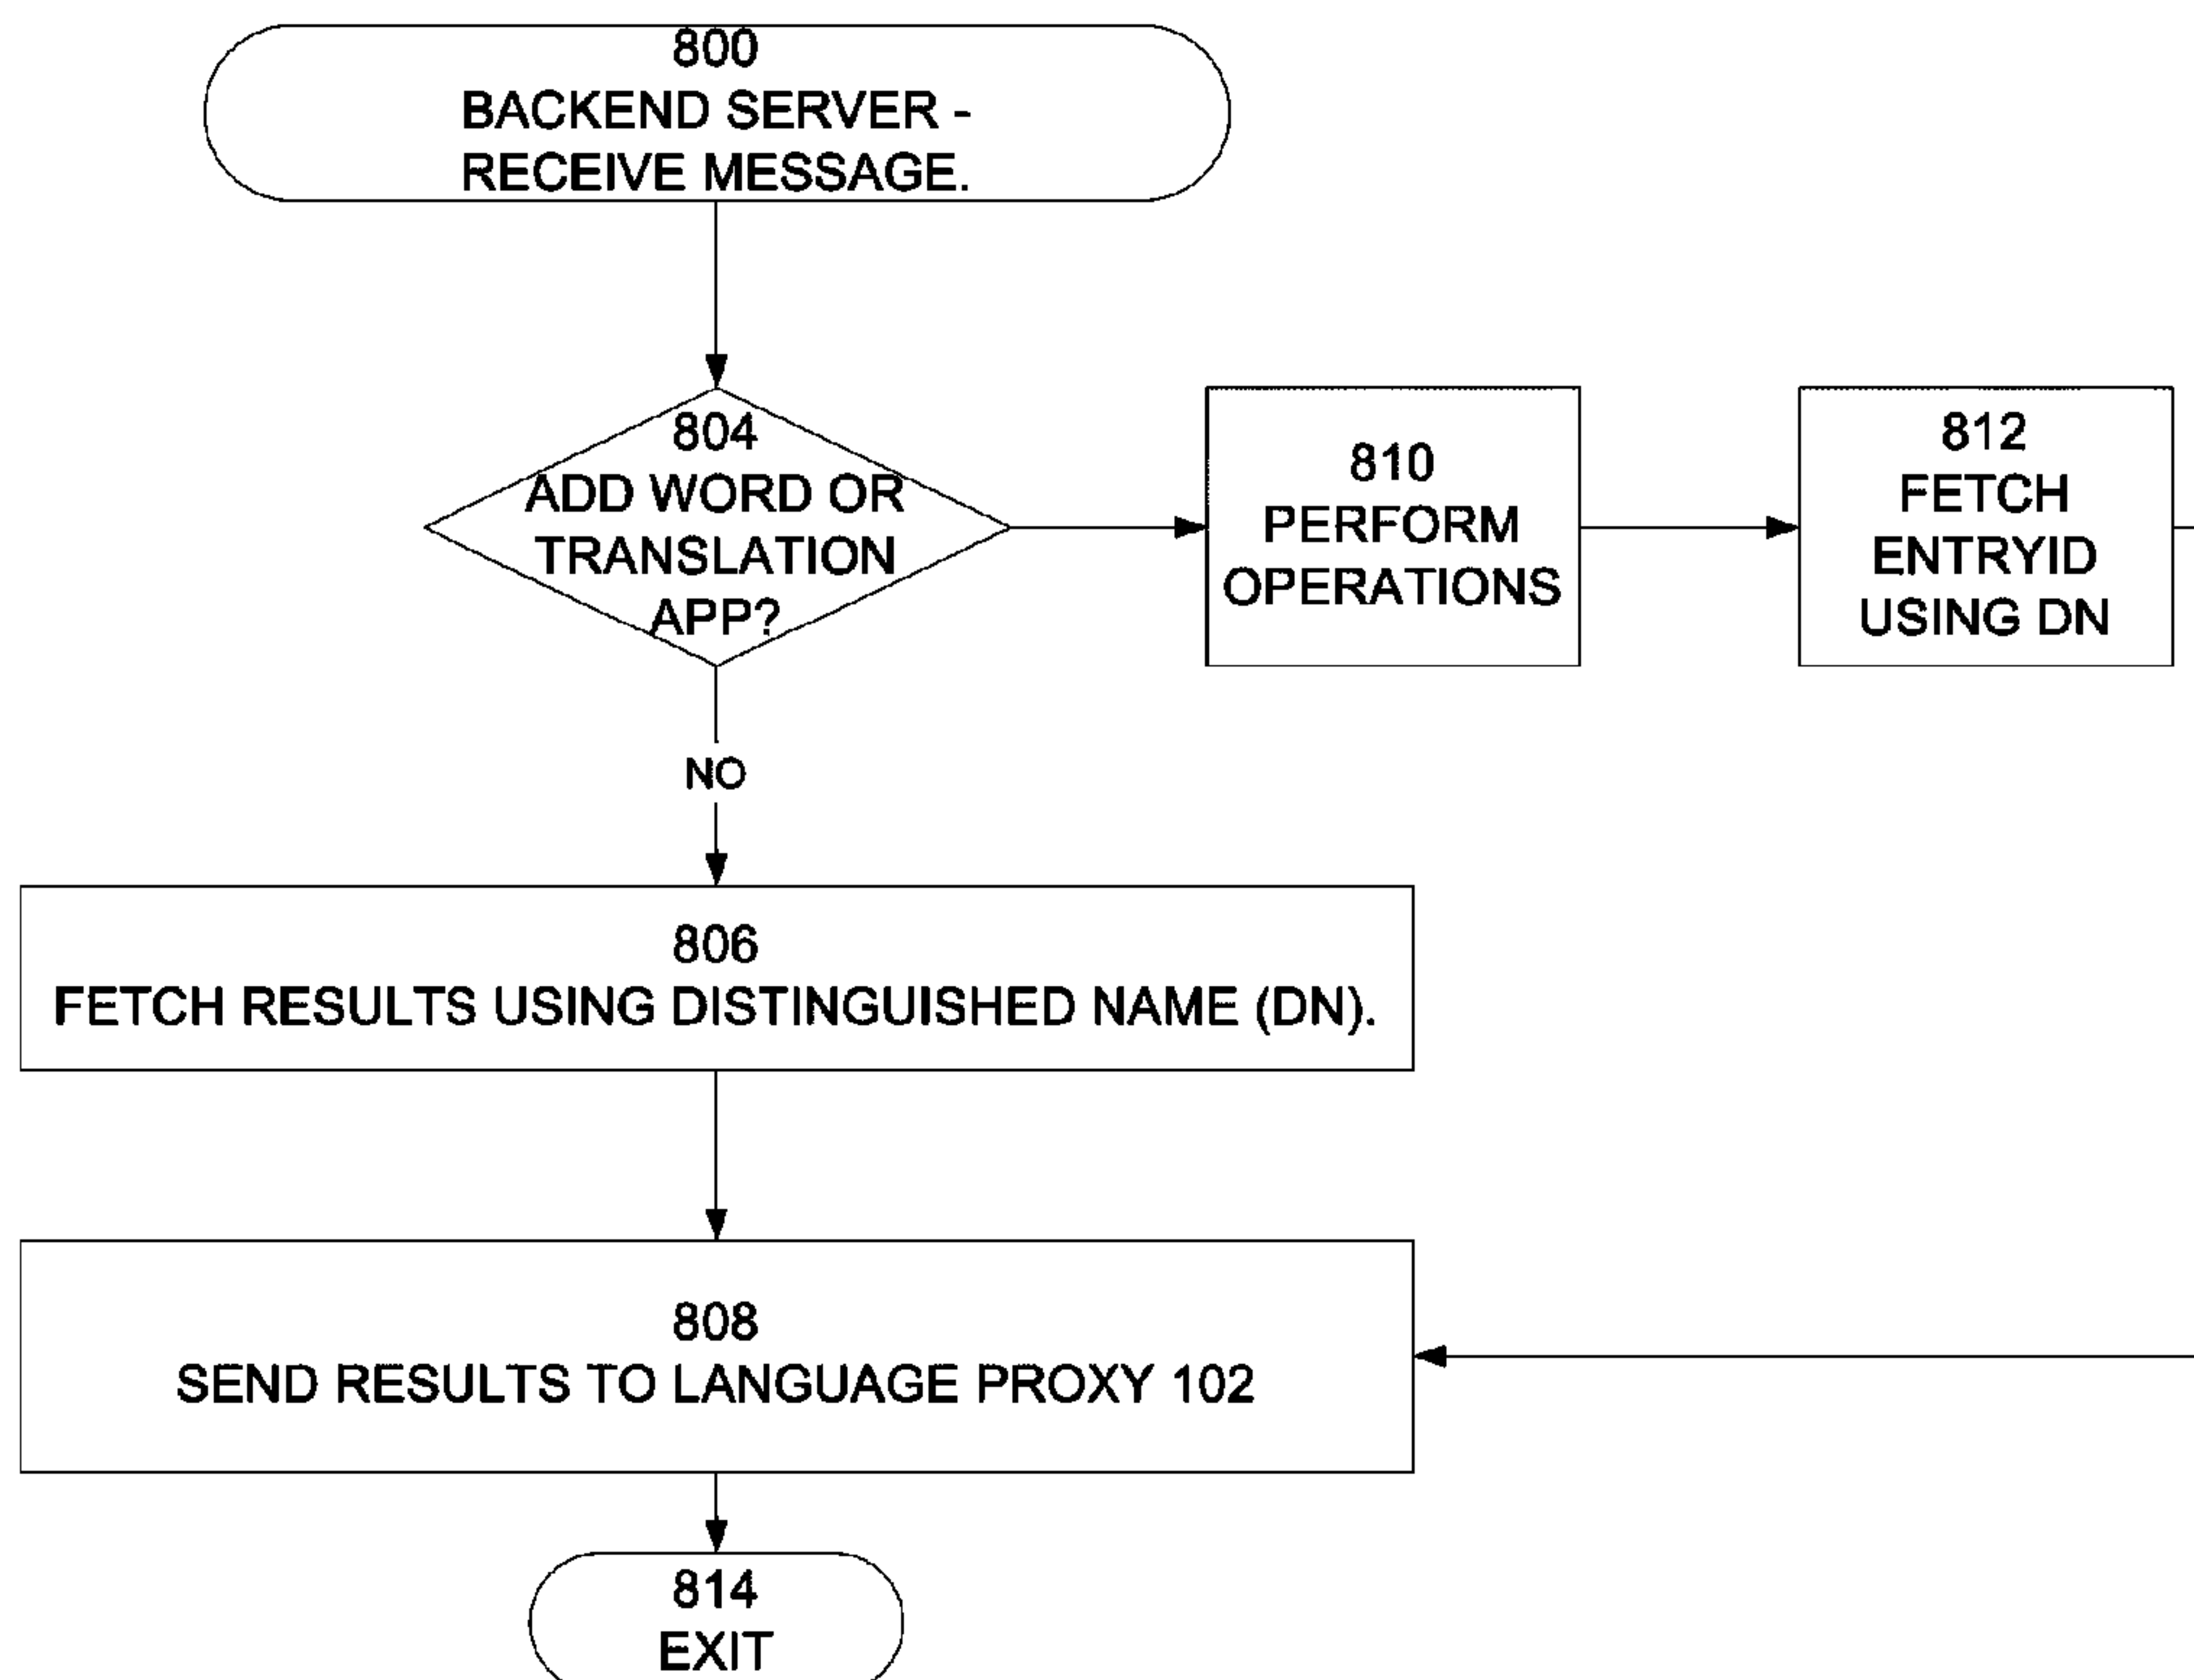 800
BACKEND SERVER -
RECEIVE MESSAGE.
804
ADD WORD OR
TRANSLATION
APP?
810
PERFORM
OPERATIONS
812
FETCH
ENTRYID
USING DN
NO
806
FETCH RESULTS USING DISTINGUISHED NAME (DN).
808
SEND RESULTS TO LANGUAGE PROXY 102
814
EXIT